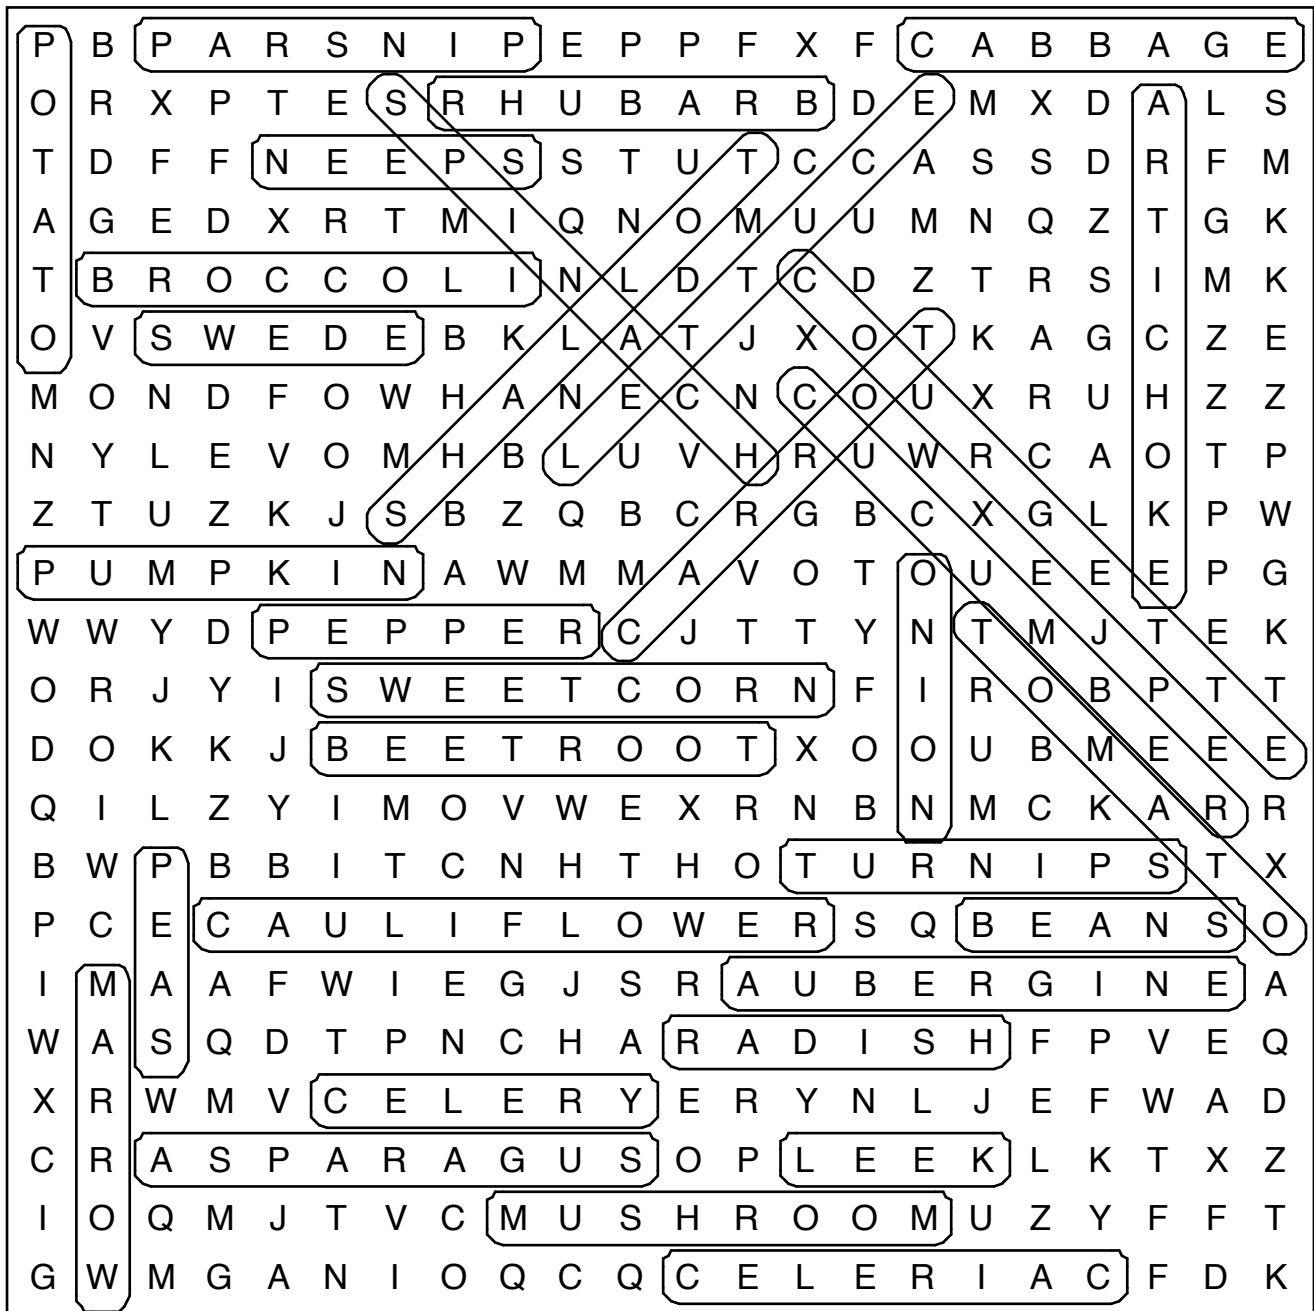 P B P A R S N I P E P P F X F C A B B A G E
O R X P T E S R H U B A R B D E M X D A L S
T D F F N E E P S S T U T C C A S S D R F M
A G E D X R T M I Q N O M U U M N Q Z T G K
T B R O C C O L I N L D T C D Z T R S I M K
O V S W E D E B K L A T J X O T K A G C Z E
M O N D F O W H A N E C N C O U X R U H Z Z
N Y L E V O M H B L U V H R U W R C A O T P
Z T U Z K J S B Z Q B C R G B C X G L K P W
P U M P K I N A W M M A V O T O U E E E P G
W W Y D P E P P E R C J T T Y N T M J T E K
O R J Y I S W E E T C O R N F I R O B P T T
D O K K J B E E T R O O T X O O U B M E E E
Q I L Z Y I M O V W E X R N B N M C K A R R
B W P B B I T C N H T H O T U R N I P S T X
P C E C A U L I F L O W E R S Q B E A N S O
I M A A F W I E G J S R A U B E R G I N E A
W A S Q D T P N C H A R A D I S H F P V E Q
X R W M V C E L E R Y E R Y N L J E F W A D
C R A S P A R A G U S O P L E E K L K T X Z
I O Q M J T V C M U S H R O O M U Z Y F F T
G W M G A N I O Q C Q C E L E R I A C F D K